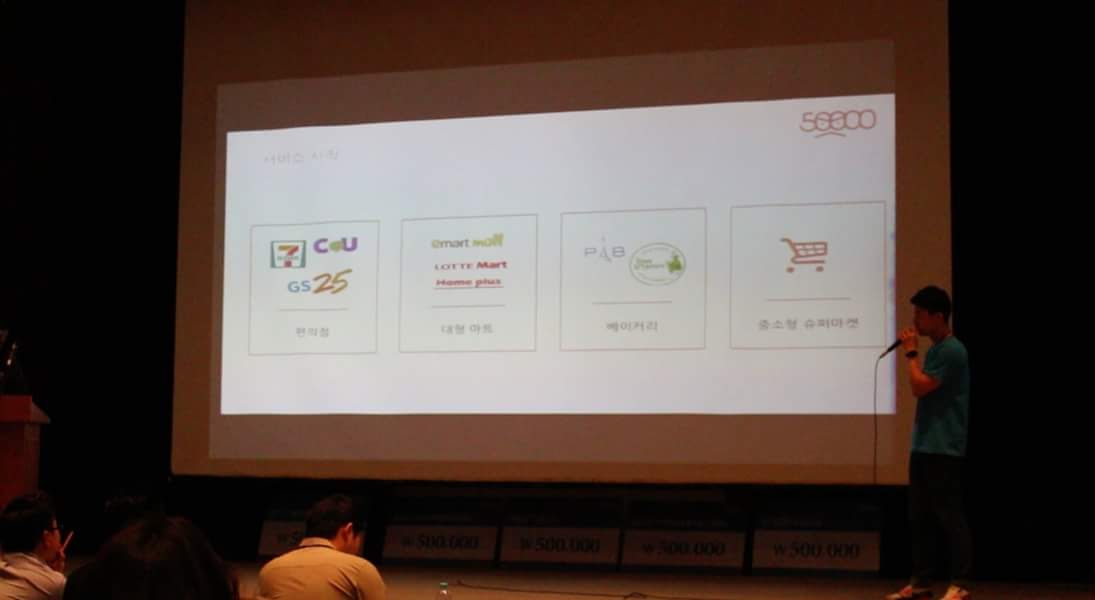 50000
서비스 시장
7
CU
GS25
편의점
emart mall
LOTTE Mart
Home plus
대형 마트
P B
베이커리
중소형 슈퍼마켓
₩500.000
₩500.000
₩500.000
₩500.000